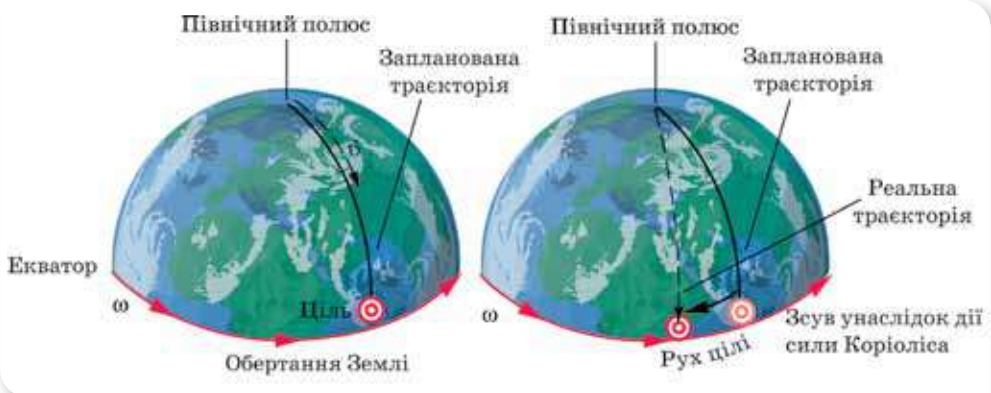 Північний полюс
Запланована
траєкторія
υ
Екватор
ω
Ціль
Обертання Землі
Північний полюс
Запланована
траєкторія
Реальна
траєкторія
ω
Рух цілі
Зсув унаслідок дії
сили Коріоліса